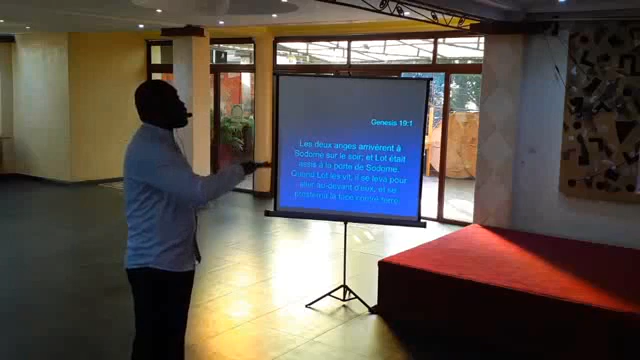 Genesis 19:1
Les deux anges arrivèrent à
Sodome sur le soir; et Lot était
assis à la porte de Sodome.
Quand Lot les vit, il se leva pour
aller au-devant d'eux, et se
prosterna la face contre terre.